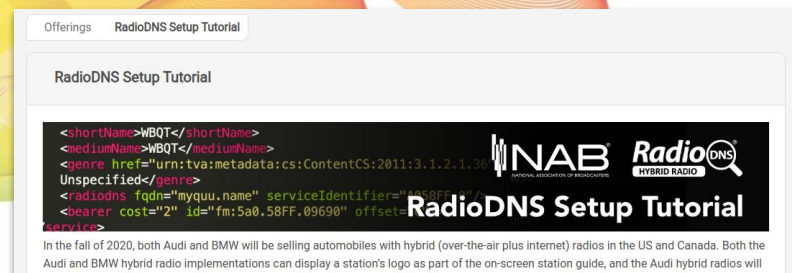 Offerings RadioDNS Setup Tutorial
RadioDNS Setup Tutorial
<shortName>WBQT</shortName>
<mediumName>WBQT</mediumName>
<genre href="urn:tva:metadata:cs:ContentCS:2011:3.1.2.1.36
Unspecified</genre>
<radiodns fqdn="myquu.name" serviceIdentifier="A058FF
<bearer cost="2" id="fm:5a0.58FF.09690" offset=
service>
NAB
NATIONAL ASSOCIATION OF BROADCASTERS
Radio DNS
HYBRID RADIO
RadioDNS Setup Tutorial
In the fall of 2020, both Audi and BMW will be selling automobiles with hybrid (over-the-air plus internet) radios in the US and Canada. Both the
Audi and BMW hybrid radio implementations can display a station's logo as part of the on-screen station guide, and the Audi hybrid radios will